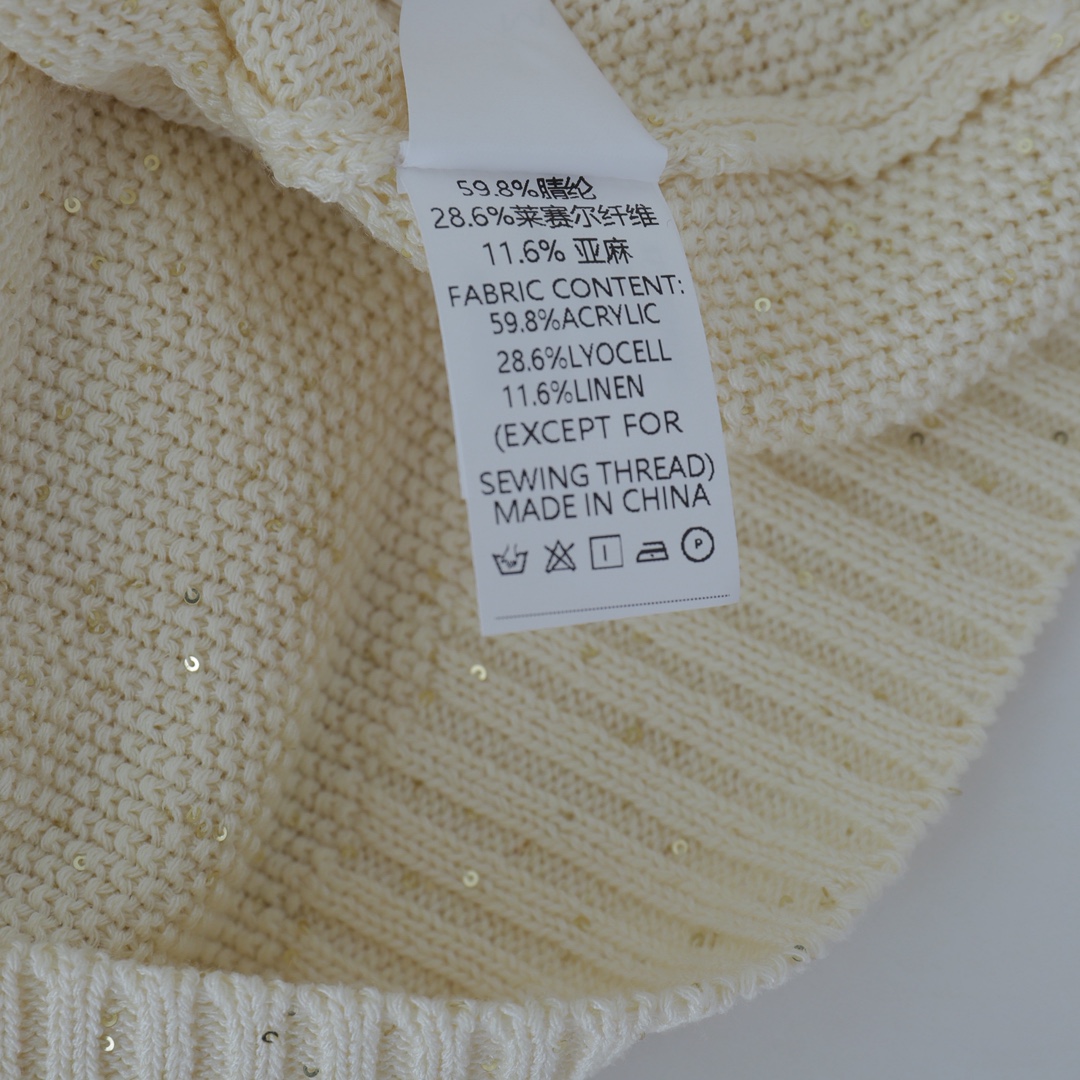 59.8%腈纶
28.6%莱赛尔纤维
11.6% 亚麻
FABRIC CONTENT:
59.8%ACRYLIC
28.6%LYOCELL
11.6%LINEN
(EXCEPT FOR
SEWING THREAD)
MADE IN CHINA
P